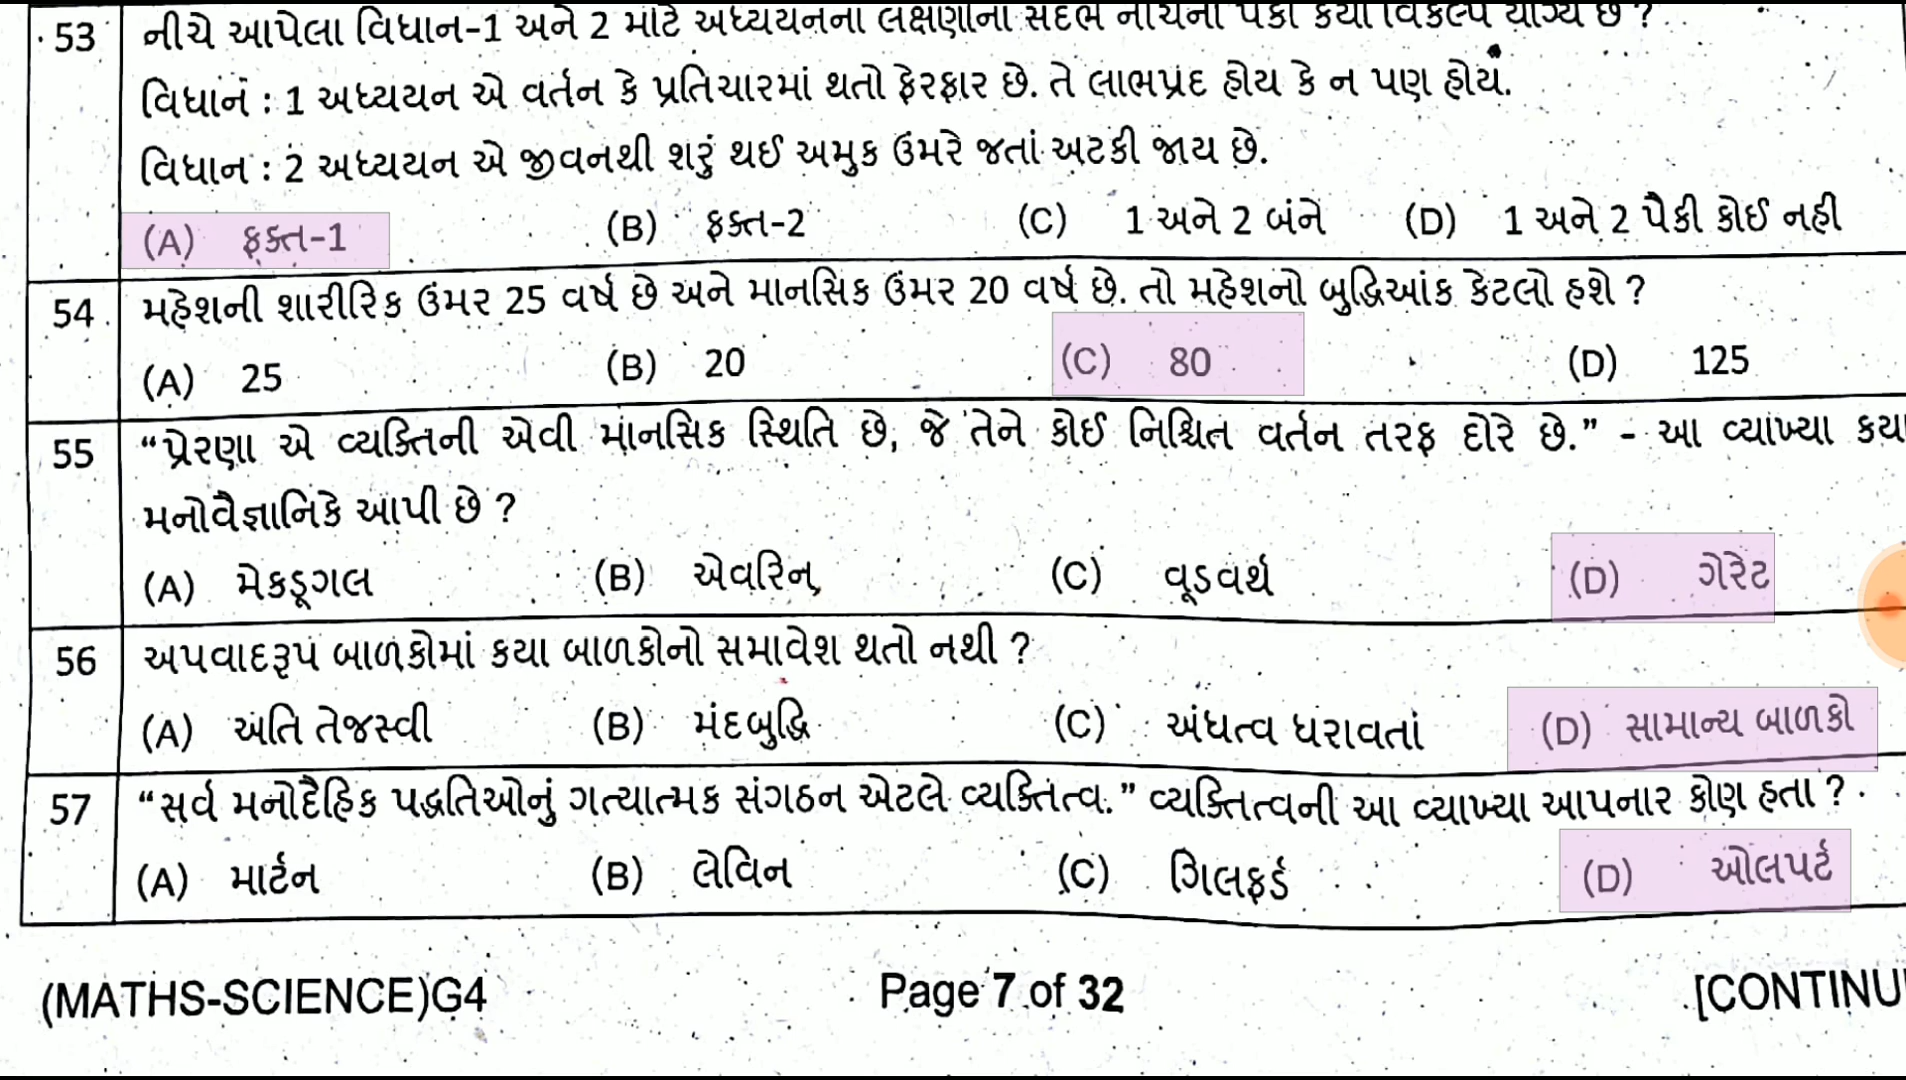 53 નીચે આપેલા વિધાન-1 અને 2 માટે અધ્યયનના લક્ષણોના સંદર્ભે નીચેના પૈકી કયો વિકલ્પ યોગ્ય છે ?
વિધાન : 1 અધ્યયન એ વર્તન કે પ્રતિચારમાં થતો ફેરફાર છે. તે લાભપ્રદ હોય કે ન પણ હોય.
વિધાન : 2 અધ્યયન એ જીવનથી શરું થઈ અમુક ઉંમરે જતાં અટકી જાય છે.
(A) ફક્ત-1 (B) ફક્ત-2 (C) 1 અને 2 બંને (D) 1 અને 2 પૈકી કોઈ નહી
54 મહેશની શારીરિક ઉંમર 25 વર્ષ છે અને માનસિક ઉંમર 20 વર્ષ છે. તો મહેશનો બુદ્ધિઆંક કેટલો હશે ?
(A) 25 (B) 20 (C) 80 (D) 125
55 “પ્રેરણા એ વ્યક્તિની એવી માનસિક સ્થિતિ છે, જે તેને કોઈ નિશ્ચિત વર્તન તરફ દોરે છે.” - આ વ્યાખ્યા કયા
મનોવૈજ્ઞાનિકે આપી છે ?
(A) મેકડૂગલ (B) એવરિન (C) વૂડવર્થ (D) ગેરેટ
56 અપવાદરૂપ બાળકોમાં કયા બાળકોનો સમાવેશ થતો નથી ?
(A) અતિ તેજસ્વી (B) મંદબુદ્ધિ (C) અંધત્વ ધરાવતાં (D) સામાન્ય બાળકો
57 “સર્વ મનોદૈહિક પદ્ધતિઓનું ગત્યાત્મક સંગઠન એટલે વ્યક્તિત્વ.” વ્યક્તિત્વની આ વ્યાખ્યા આપનાર કોણ હતા ?
(A) માર્ટન (B) લેવિન (C) ગિલફર્ડ (D) ઓલપર્ટ
(MATHS-SCIENCE)G4 Page 7 of 32 [CONTINU